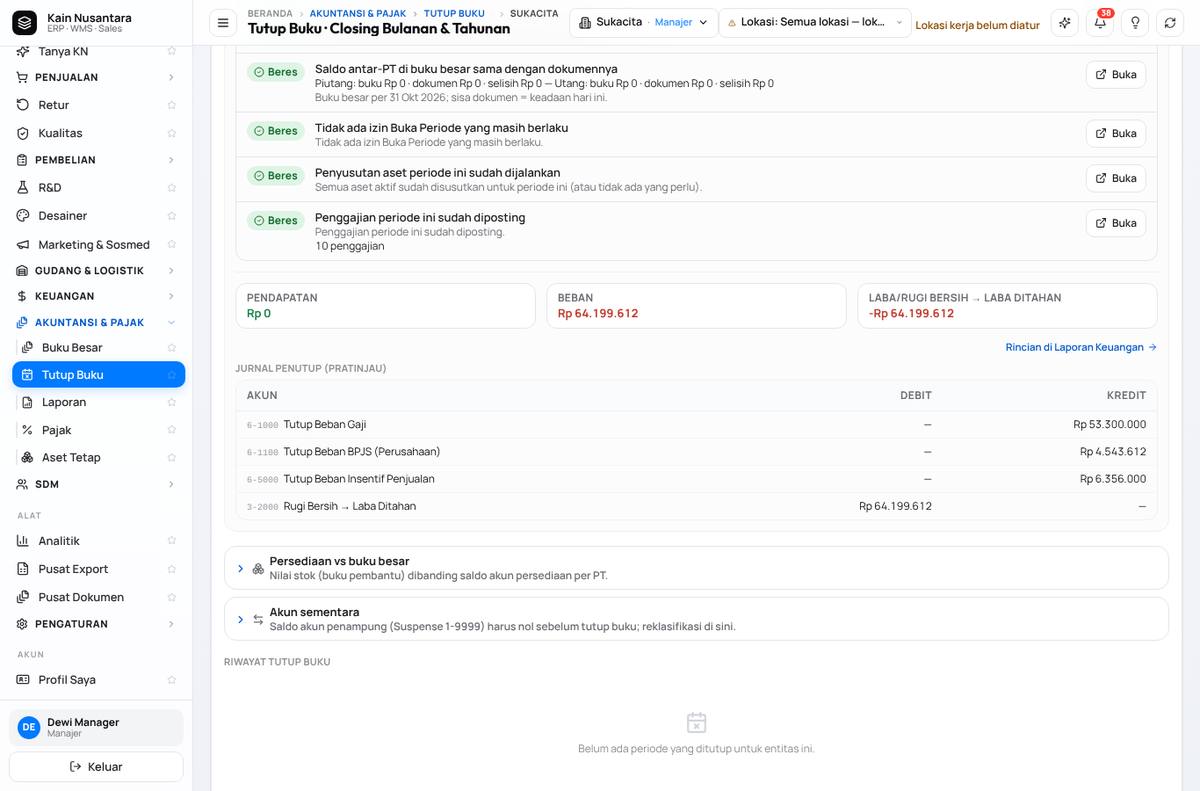 Kain Nusantara
ERP · WMS · Sales
Tanya KN
PENJUALAN
Retur
Kualitas
PEMBELIAN
R&D
Desainer
Marketing & Sosmed
GUDANG & LOGISTIK
KEUANGAN
AKUNTANSI & PAJAK
Buku Besar
Tutup Buku
Laporan
Pajak
Aset Tetap
SDM
ALAT
Analitik
Pusat Export
Pusat Dokumen
PENGATURAN
AKUN
Profil Saya
DE
Dewi Manager
Manajer
Keluar
BERANDA › AKUNTANSI & PAJAK › TUTUP BUKU › SUKACITA
Tutup Buku · Closing Bulanan & Tahunan
Sukacita · Manajer
Lokasi: Semua lokasi — lok...
Lokasi kerja belum diatur
38
Beres
Saldo antar-PT di buku besar sama dengan dokumennya
Piutang: buku Rp 0 · dokumen Rp 0 · selisih Rp 0 — Utang: buku Rp 0 · dokumen Rp 0 · selisih Rp 0
Buku besar per 31 Okt 2026; sisa dokumen = keadaan hari ini.
Buka
Beres
Tidak ada izin Buka Periode yang masih berlaku
Tidak ada izin Buka Periode yang masih berlaku.
Buka
Beres
Penyusutan aset periode ini sudah dijalankan
Semua aset aktif sudah disusutkan untuk periode ini (atau tidak ada yang perlu).
Buka
Beres
Penggajian periode ini sudah diposting
Penggajian periode ini sudah diposting.
10 penggajian
Buka
PENDAPATAN
Rp 0
BEBAN
Rp 64.199.612
LABA/RUGI BERSIH → LABA DITAHAN
-Rp 64.199.612
Rincian di Laporan Keuangan →
JURNAL PENUTUP (PRATINJAU)
AKUN DEBIT KREDIT
6-1000 Tutup Beban Gaji — Rp 53.300.000
6-1100 Tutup Beban BPJS (Perusahaan) — Rp 4.543.612
6-5000 Tutup Beban Insentif Penjualan — Rp 6.356.000
3-2000 Rugi Bersih → Laba Ditahan Rp 64.199.612 —
Persediaan vs buku besar
Nilai stok (buku pembantu) dibanding saldo akun persediaan per PT.
Akun sementara
Saldo akun penampung (Suspense 1-9999) harus nol sebelum tutup buku; reklasifikasi di sini.
RIWAYAT TUTUP BUKU
Belum ada periode yang ditutup untuk entitas ini.